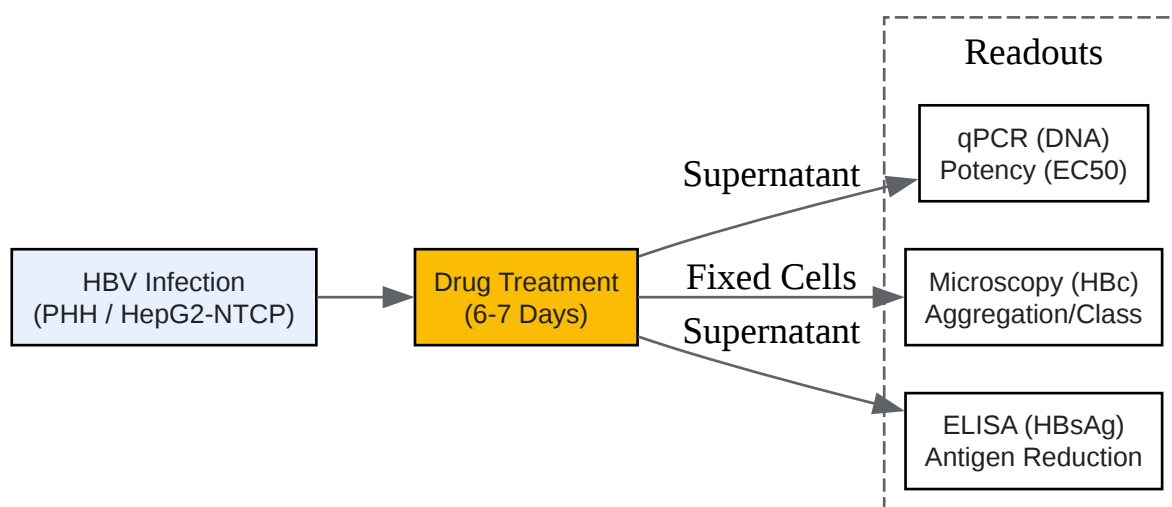 Readouts
qPCR (DNA)
Potency (EC50)
Supernatant
HBV Infection
(PHH / HepG2-NTCP)
Drug Treatment
(6-7 Days)
Fixed Cells
Microscopy (HBc)
Aggregation/Class
Supernatant
ELISA (HBsAg)
Antigen Reduction